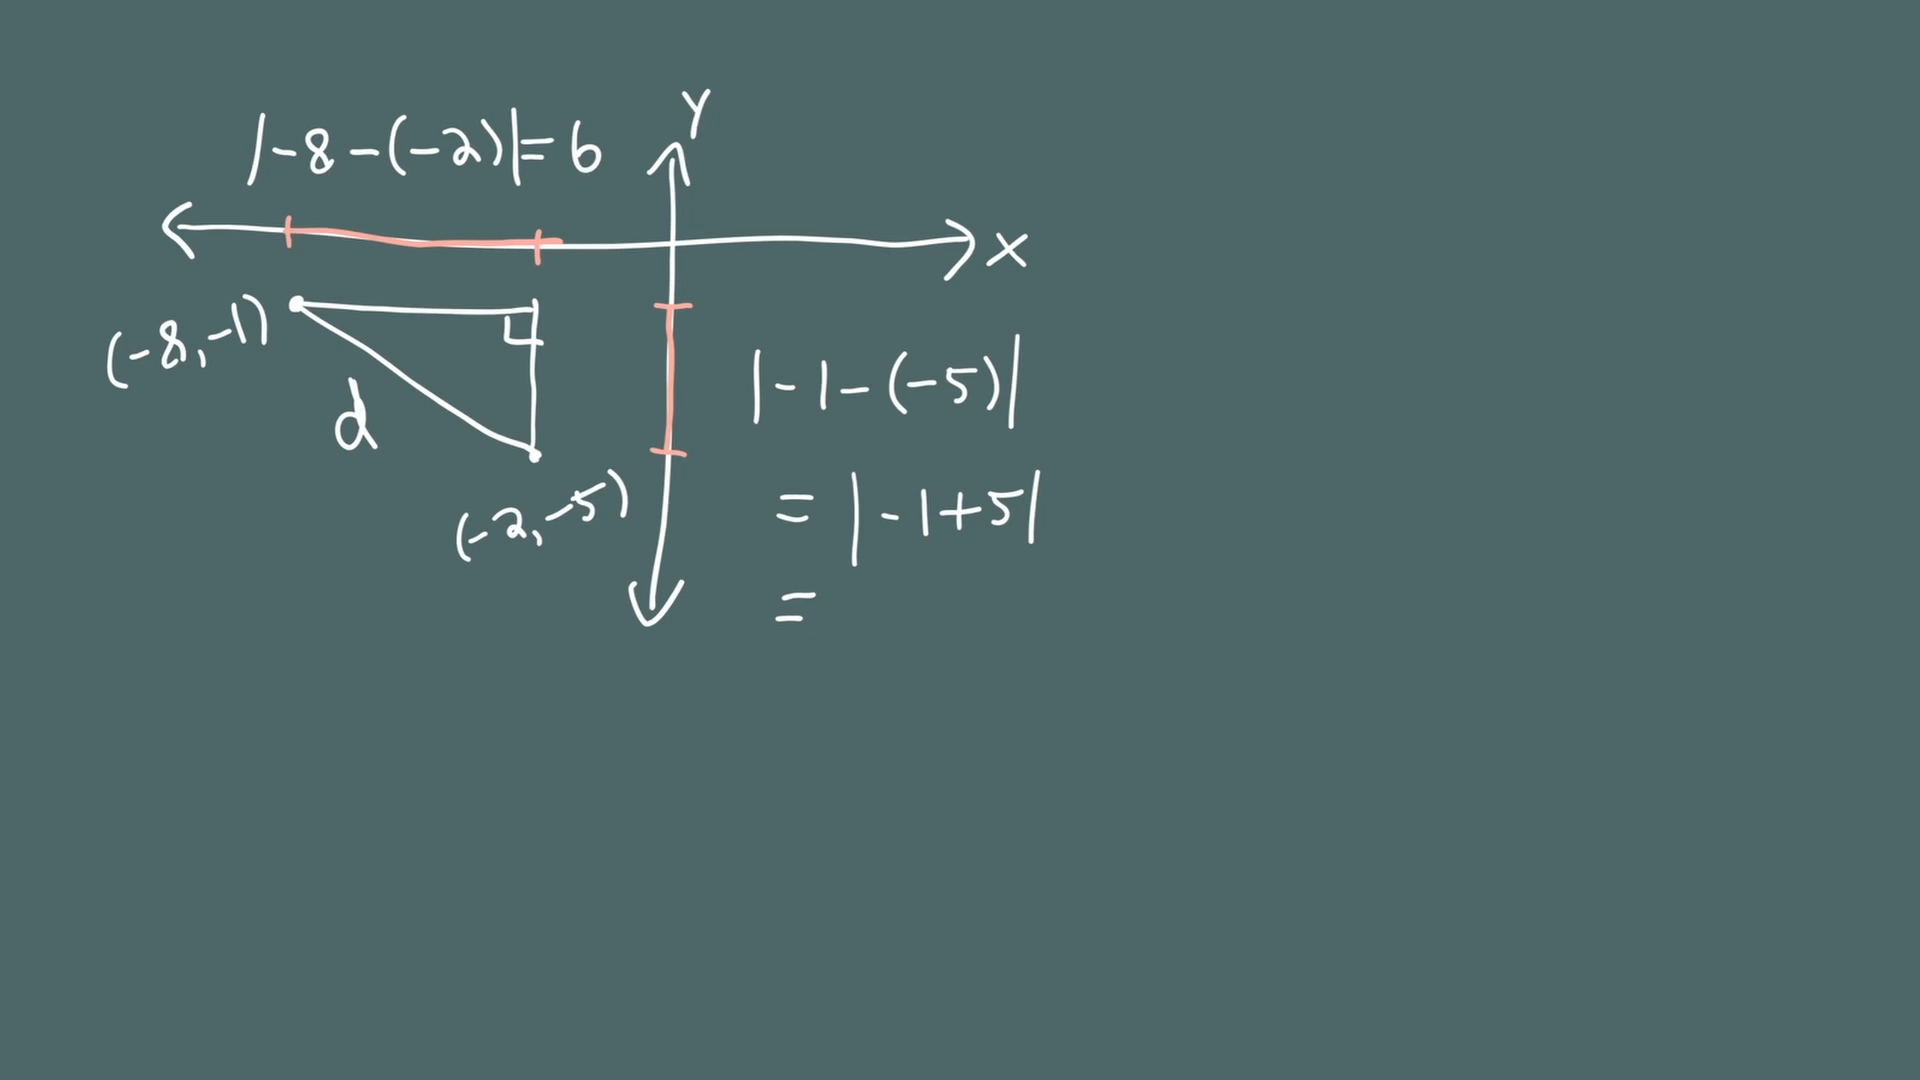 Y
|-8-(-2)|=6
X
(-8,-1)
|-1-(-5)|
d
(-2,-5)
=|-1+5|
=